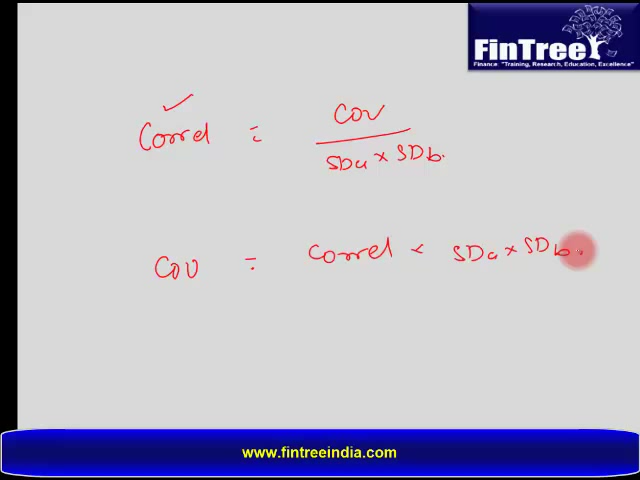 FinTree
Finance: "Training, Research, Education, Excellence"
Correl = COV / SDa × SDb.
COV = Correl × SDa × SDb.
www.fintreeindia.com